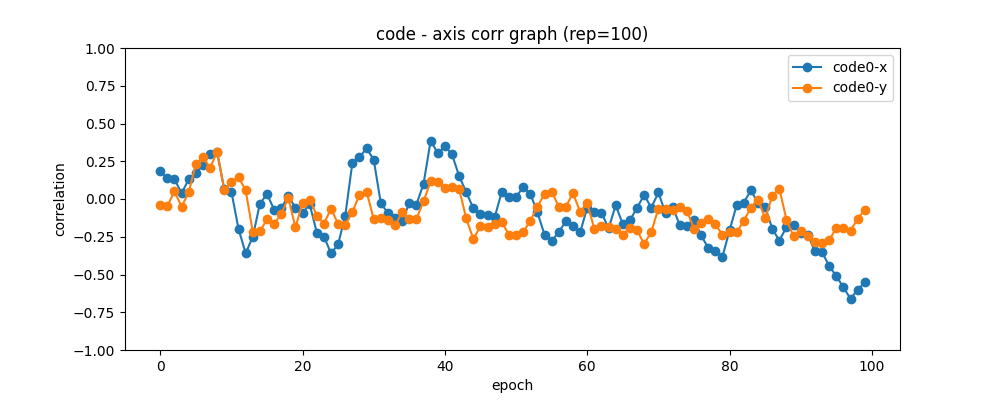 code - axis corr graph (rep=100)
1.00
0.75
0.50
0.25
0.00
−0.25
−0.50
−0.75
−1.00
correlation
code0-x
code0-y
0 20 40 60 80 100
epoch